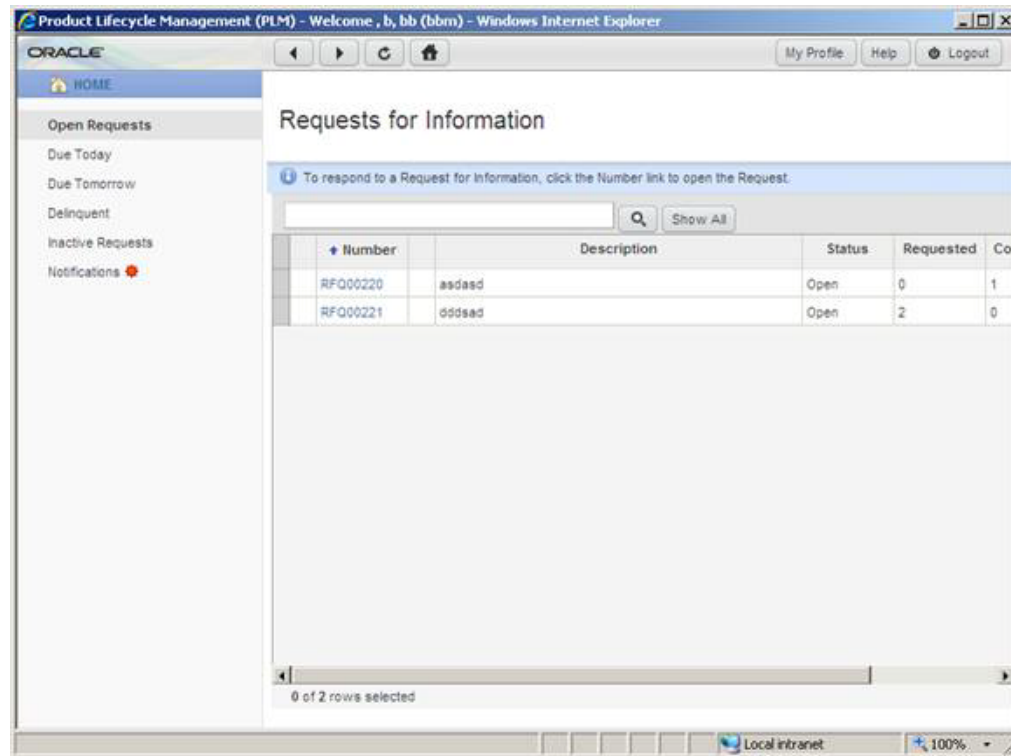 Product Lifecycle Management (PLM) - Welcome , b, bb (bbm) - Windows Internet Explorer
ORACLE My Profile Help Logout
HOME
Open Requests
Due Today
Due Tomorrow
Delinquent
Inactive Requests
Notifications
Requests for Information
To respond to a Request for Information, click the Number link to open the Request.
Show All
Number Description Status Requested Co
RFQ00220 asdasd Open 0 1
RFQ00221 dddsad Open 2 0
0 of 2 rows selected
Local intranet 100%